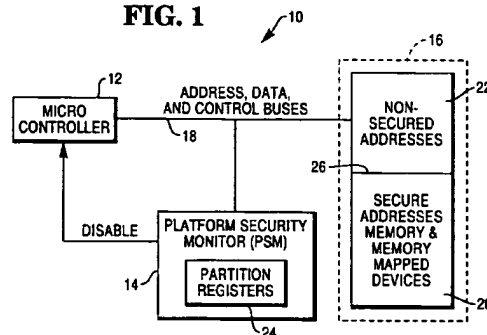 FIG. 1
10
16
12
MICRO
CONTROLLER
ADDRESS, DATA,
AND CONTROL BUSES
18
22
NON-
SECURED
ADDRESSES
26
SECURE
ADDRESSES
MEMORY &
MEMORY
MAPPED
DEVICES
20
DISABLE
PLATFORM SECURITY
MONITOR (PSM)
14
PARTITION
REGISTERS
24